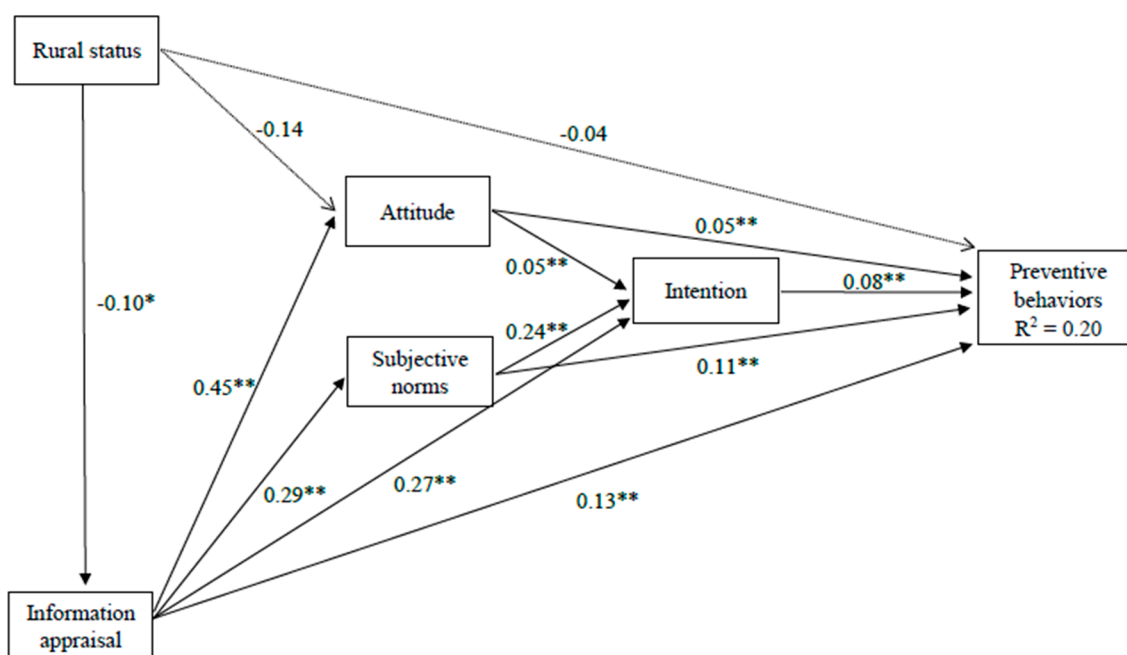 Rural status
-0.14
-0.04
Attitude
0.05**
0.05**
Intention
0.08**
Preventive
behaviors
R² = 0.20
-0.10*
0.24**
Subjective
norms
0.11**
0.45**
0.29**
0.27**
0.13**
Information
appraisal